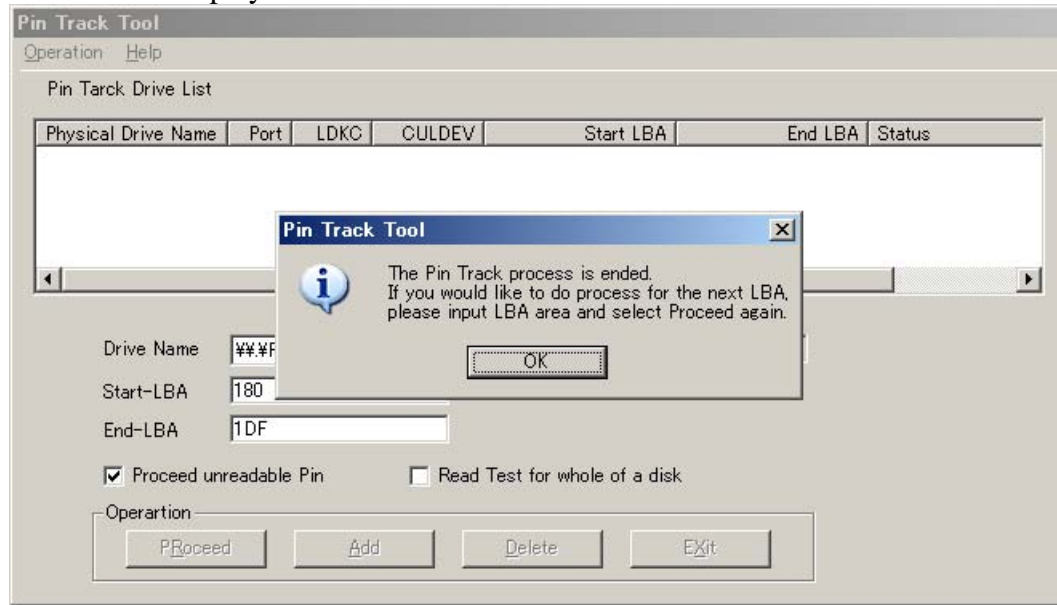 Pin Track Tool
Operation Help
Pin Tarck Drive List
Physical Drive Name Port LDKC CULDEV Start LBA End LBA Status
Pin Track Tool
The Pin Track process is ended.
If you would like to do process for the next LBA,
please input LBA area and select Proceed again.
OK
Drive Name ¥¥.¥P
Start-LBA 180
End-LBA 1DF
Proceed unreadable Pin Read Test for whole of a disk
Operartion
PRoceed Add Delete EXit